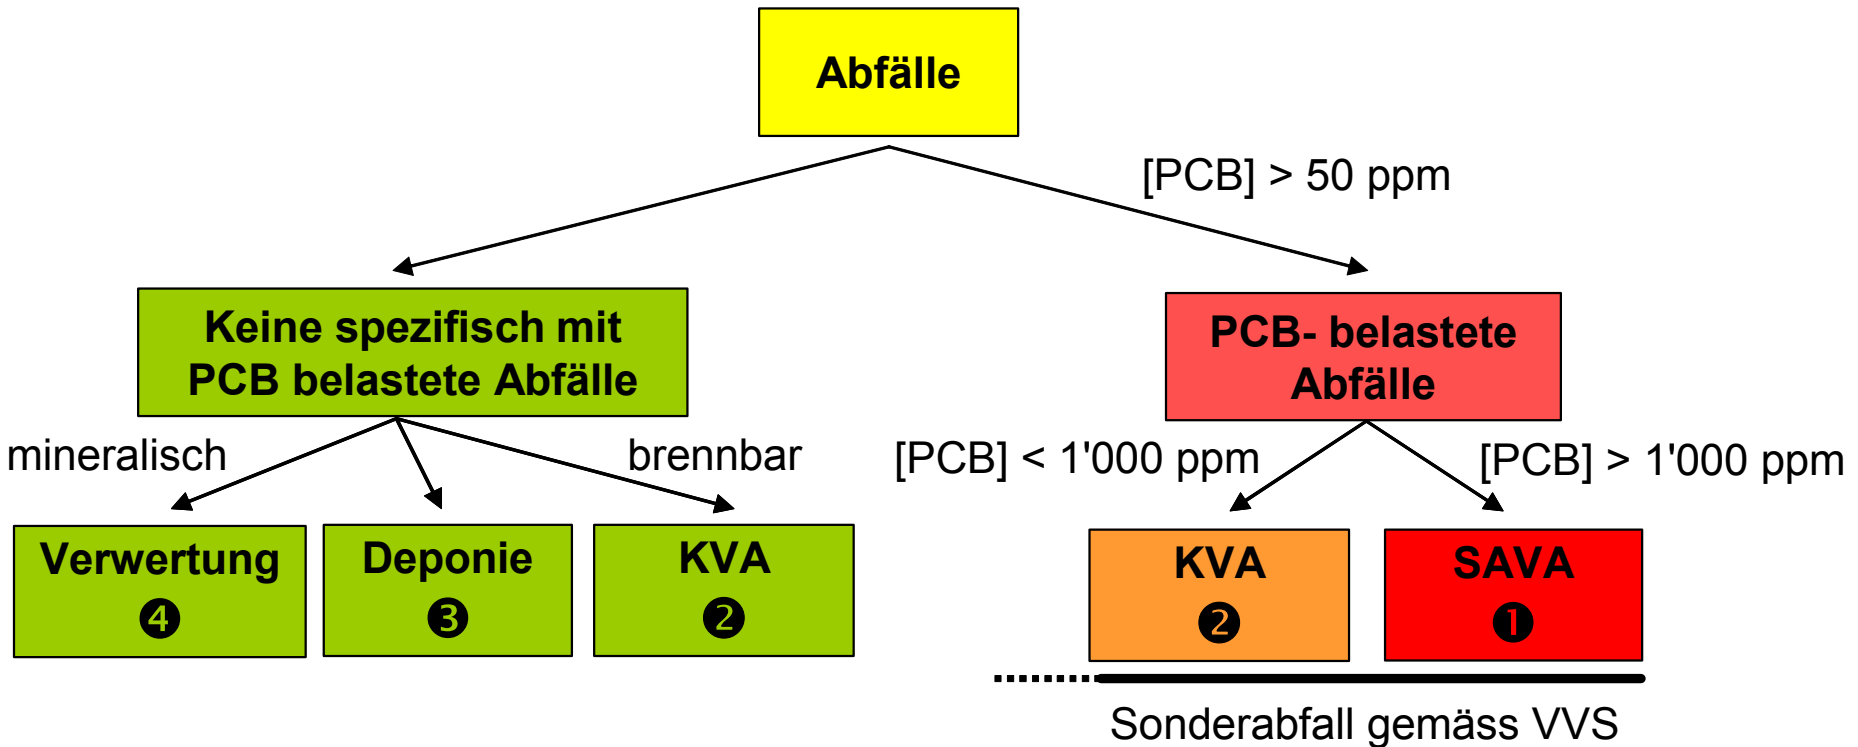 Abfälle
[PCB] > 50 ppm
Keine spezifisch mit
PCB belastete Abfälle
PCB- belastete
Abfälle
mineralisch
brennbar
[PCB] < 1'000 ppm
[PCB] > 1'000 ppm
Verwertung
❹
Deponie
❸
KVA
❷
KVA
❷
SAVA
❶
Sonderabfall gemäss VVS